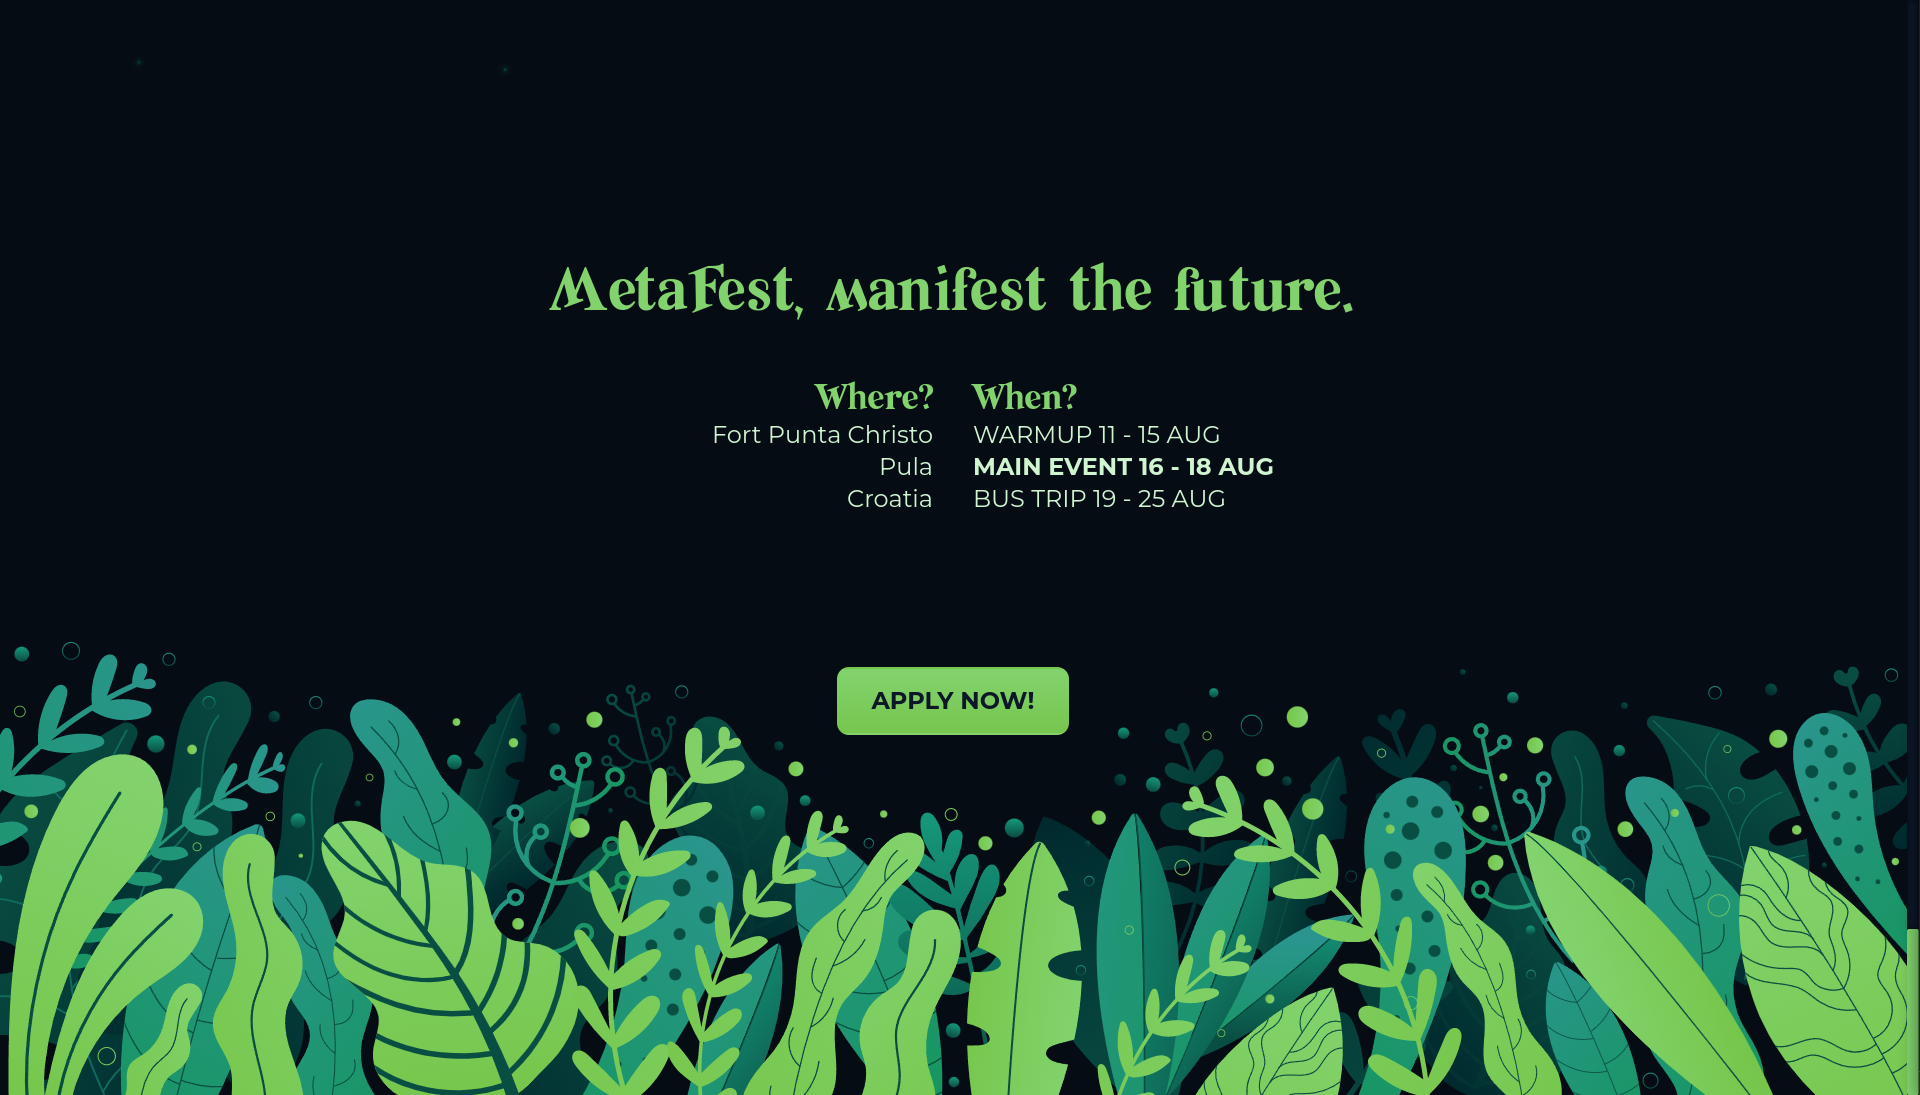 MetaFest, manifest the future.
Where?
Fort Punta Christo
Pula
Croatia
When?
WARMUP 11 - 15 AUG
MAIN EVENT 16 - 18 AUG
BUS TRIP 19 - 25 AUG
APPLY NOW!